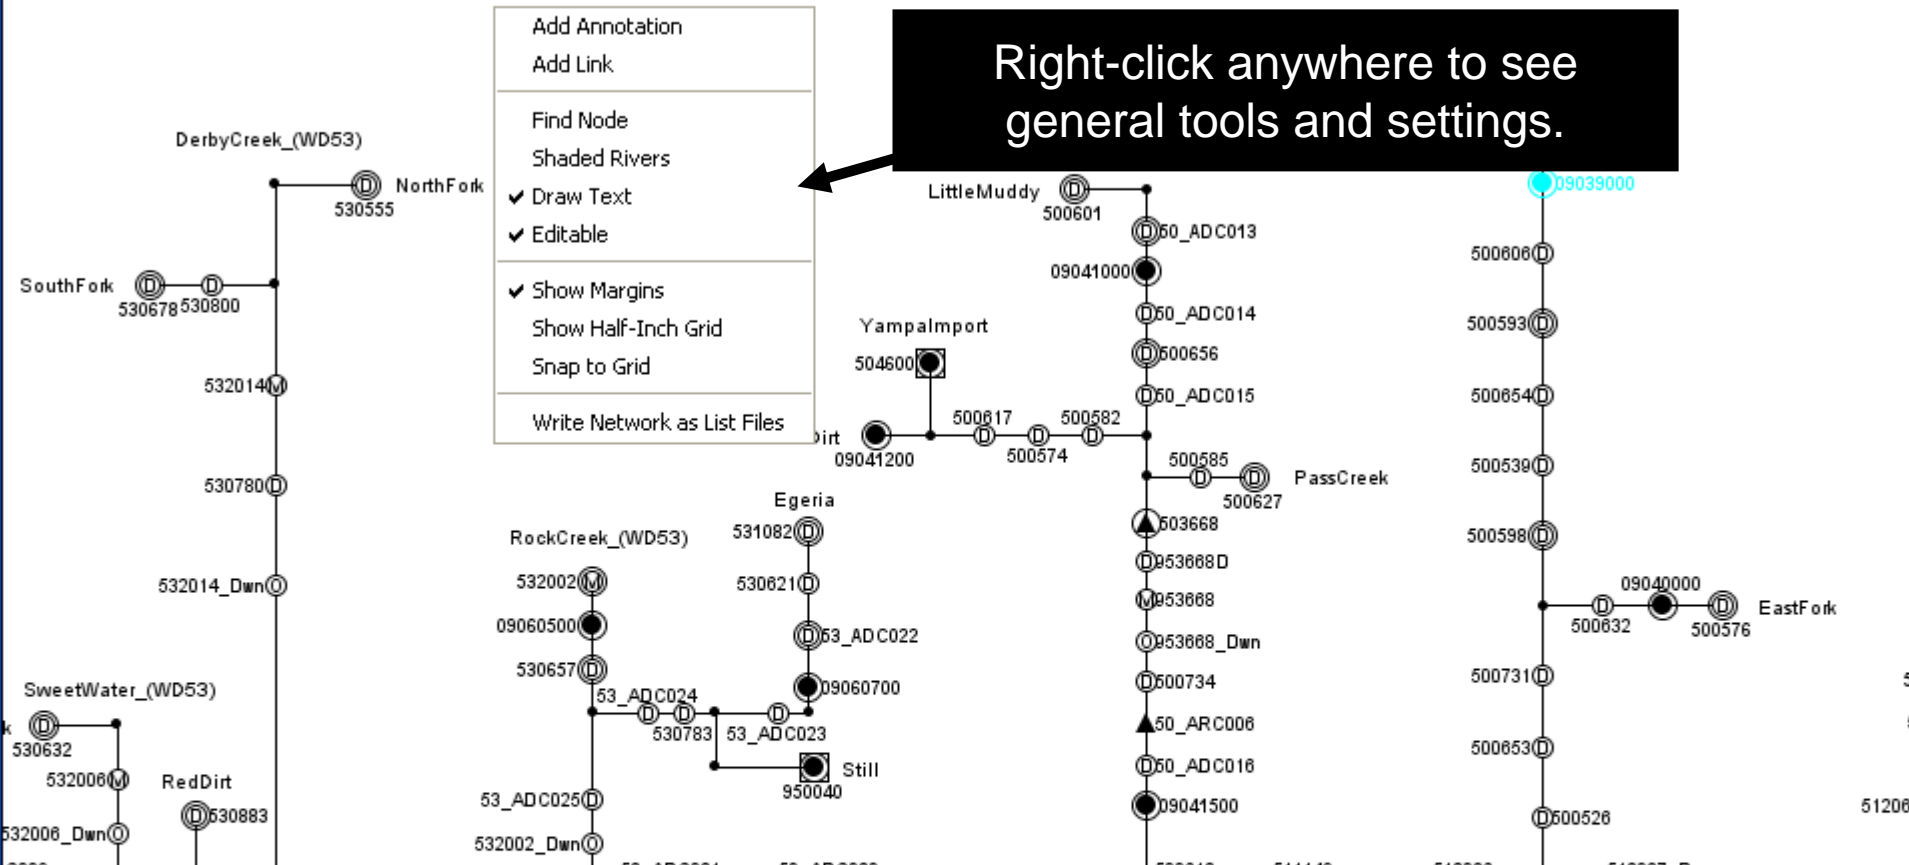 Add Annotation
Add Link
Find Node
Shaded Rivers
Draw Text
Editable
Show Margins
Show Half-Inch Grid
Snap to Grid
Write Network as List Files
Right-click anywhere to see
general tools and settings.
DerbyCreek_(WD53)
D NorthFork
530555
SouthFork D D
530678 530800
532014 M
530780 D
532014_Dwn O
SweetWater_(WD53)
D
530632
532006 M
532006_Dwn O
RedDirt
D 530883
RockCreek_(WD53)
532002 M
09060500
530657 D
53_ADC024
D D D
530783 53_ADC023
53_ADC025 D
532002_Dwn O
Egeria
531082 D
530621 D
D 53_ADC022
09060700
Still
950040
YampaImport
504600
09041200
500617 500582
D D D
500574
LittleMuddy D
500601
D 50_ADC013
09041000
D 50_ADC014
D 500656
D 50_ADC015
500585
D D PassCreek
500627
503668
D 953668D
M 953668
O 953668_Dwn
D 500734
50_ARC006
D 50_ADC016
09041500
09039000
500606 D
500593 D
500654 D
500539 D
500598 D
09040000
D D EastFork
500632 500576
500731 D
500653 D
D 500526